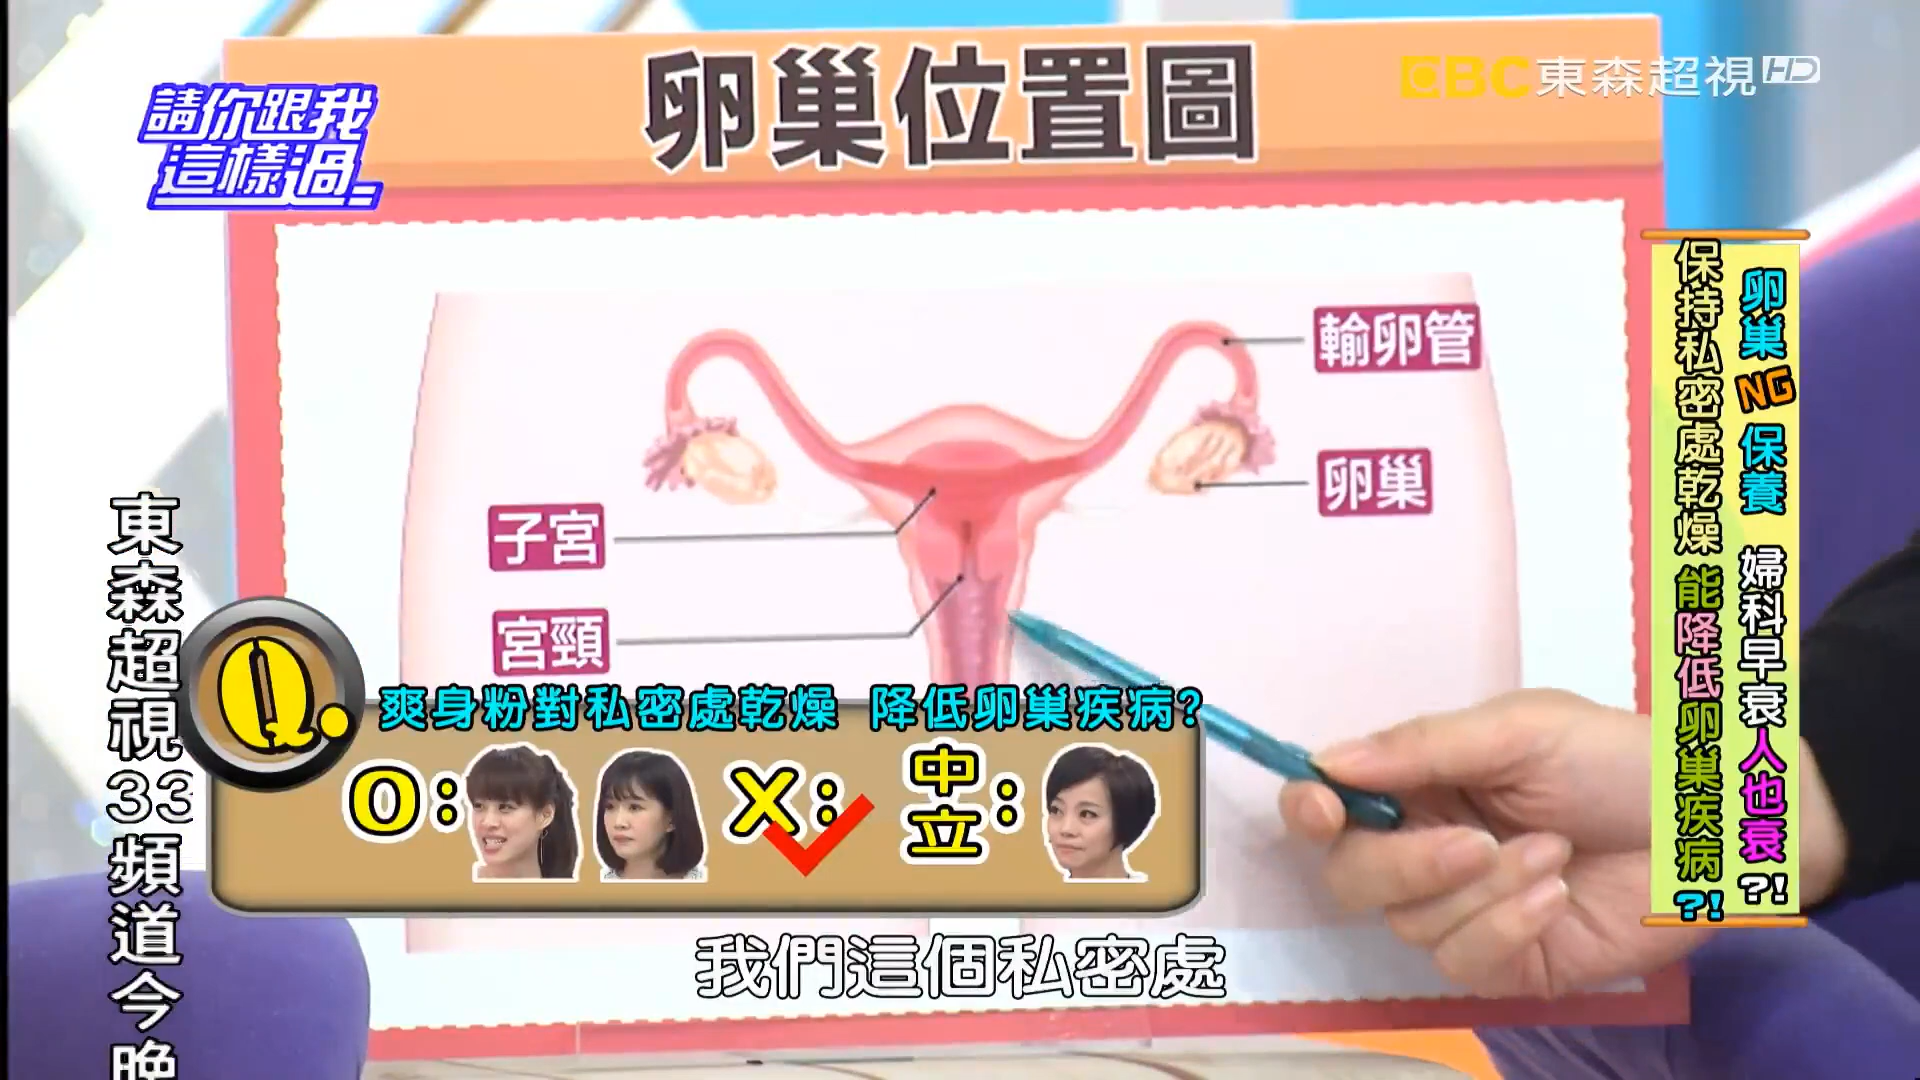 卵巢位置圖
EBC東森超視HD
請你跟我
這樣過
輸卵管
卵巢
子宮
宮頸
卵巢NG保養 婦科早衰人也衰?!
保持私密處乾燥 能降低卵巢疾病?!
東森超視33頻道今晚
Q.
爽身粉對私密處乾燥 降低卵巢疾病?
O: X: 中立:
我們這個私密處